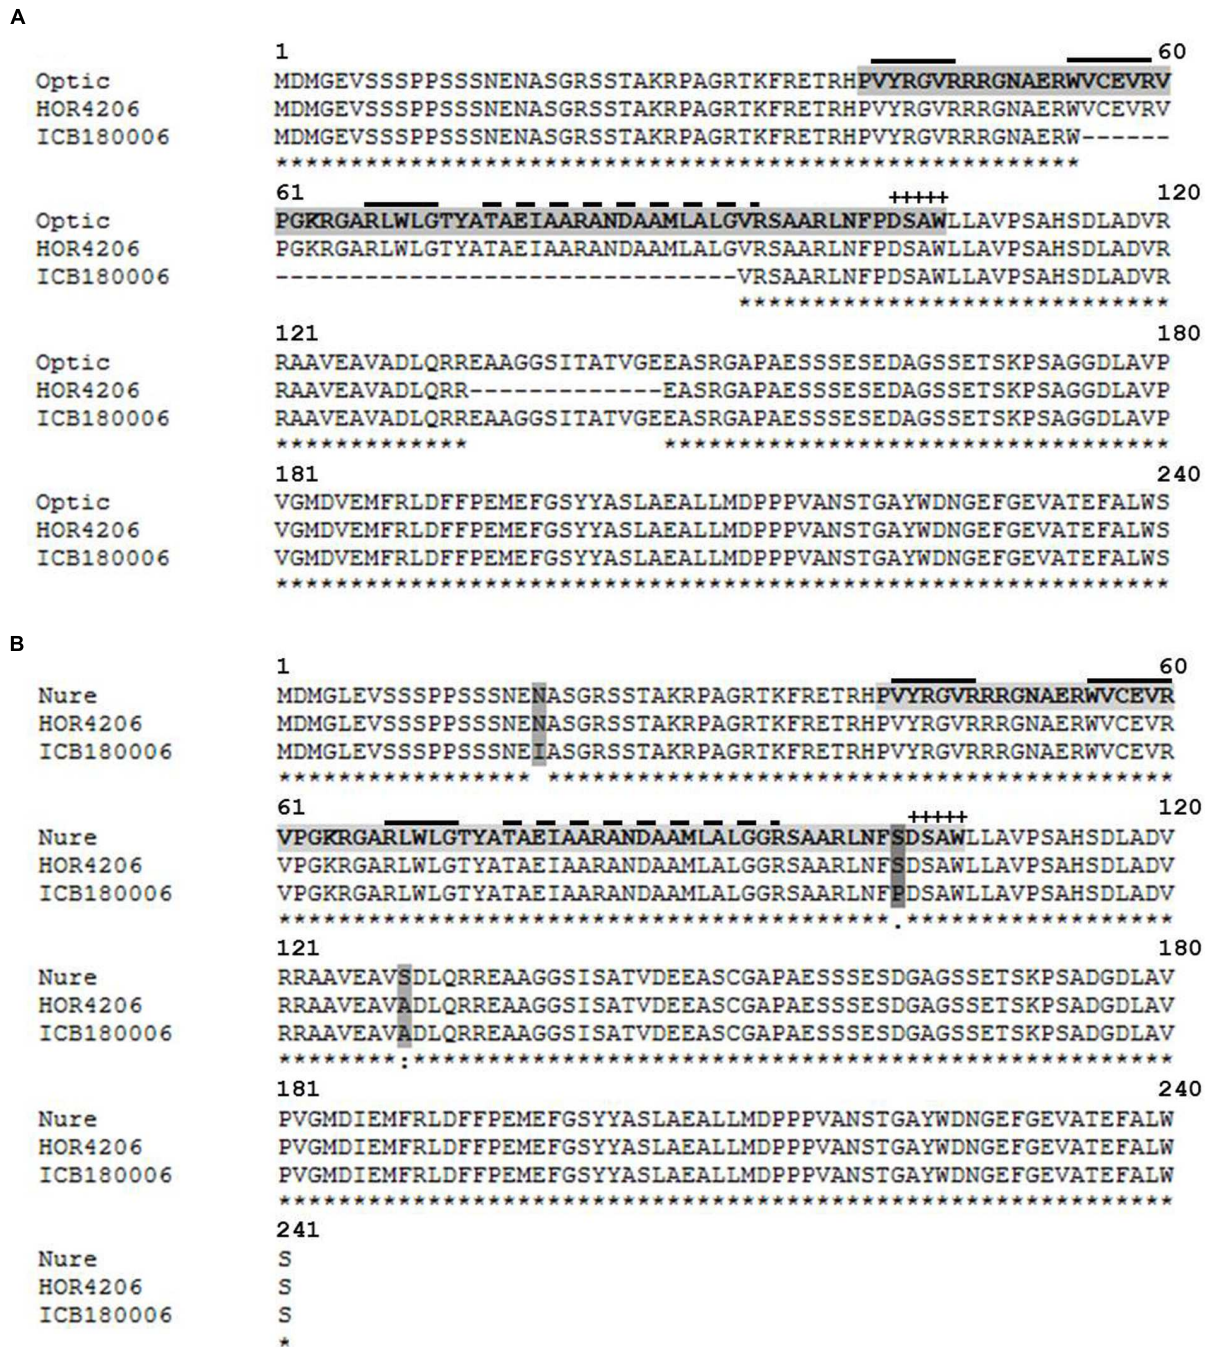 A
1 60
Optic MDMGEVSSSPPSSSNENASGRSSTAKRPAGRTKFRETRHPVYRGVRRRGNAERWVCEVRV
HOR4206 MDMGEVSSSPPSSSNENASGRSSTAKRPAGRTKFRETRHPVYRGVRRRGNAERWVCEVRV
ICB180006 MDMGEVSSSPPSSSNENASGRSSTAKRPAGRTKFRETRHPVYRGVRRRGNAERW------
******************************************************
61 +++++ 120
Optic PGKRGARLWLGTYATAEIAARANDAAMLALGVRSAARLNFPDSAWLLAVPSAHSDLADVR
HOR4206 PGKRGARLWLGTYATAEIAARANDAAMLALGVRSAARLNFPDSAWLLAVPSAHSDLADVR
ICB180006 -------------------------------VRSAARLNFPDSAWLLAVPSAHSDLADVR
*****************************
121 180
Optic RAAVEAVADLQRREAAGGSITATVGEEASRGAPAESSSESEDAGSSETSKPSAGGDLAVP
HOR4206 RAAVEAVADLQRR-------------EASRGAPAESSSESEDAGSSETSKPSAGGDLAVP
ICB180006 RAAVEAVADLQRREAAGGSITATVGEEASRGAPAESSSESEDAGSSETSKPSAGGDLAVP
*************             **********************************
181 240
Optic VGMDVEMFRLDFFPEMEFGSYYASLAEALLMDPPPVANSTGAYWDNGEFGEVATEFALWS
HOR4206 VGMDVEMFRLDFFPEMEFGSYYASLAEALLMDPPPVANSTGAYWDNGEFGEVATEFALWS
ICB180006 VGMDVEMFRLDFFPEMEFGSYYASLAEALLMDPPPVANSTGAYWDNGEFGEVATEFALWS
************************************************************
B
1 60
Nure MDMGLEVSSSPPSSSNENASGRSSTAKRPAGRTKFRETRHPVYRGVRRRGNAERWVCEVR
HOR4206 MDMGLEVSSSPPSSSNENASGRSSTAKRPAGRTKFRETRHPVYRGVRRRGNAERWVCEVR
ICB180006 MDMGLEVSSSPPSSSNEIASGRSSTAKRPAGRTKFRETRHPVYRGVRRRGNAERWVCEVR
***************** ******************************************
61 +++++ 120
Nure VPGKRGARLWLGTYATAEIAARANDAAMLALGGRSAARLNFSDSAWLLAVPSAHSDLADV
HOR4206 VPGKRGARLWLGTYATAEIAARANDAAMLALGGRSAARLNFSDSAWLLAVPSAHSDLADV
ICB180006 VPGKRGARLWLGTYATAEIAARANDAAMLALGGRSAARLNFPDSAWLLAVPSAHSDLADV
*****************************************.******************
121 180
Nure RRAAVEAVSDLQRREAAGGSISATVDEEASCGAPAESSSESDGAGSSETSKPSADGDLAV
HOR4206 RRAAVEAVADLQRREAAGGSISATVDEEASCGAPAESSSESDGAGSSETSKPSADGDLAV
ICB180006 RRAAVEAVADLQRREAAGGSISATVDEEASCGAPAESSSESDGAGSSETSKPSADGDLAV
********:***************************************************
181 240
Nure PVGMDIEMFRLDFFPEMEFGSYYASLAEALLMDPPPVANSTGAYWDNGEFGEVATEFALW
HOR4206 PVGMDIEMFRLDFFPEMEFGSYYASLAEALLMDPPPVANSTGAYWDNGEFGEVATEFALW
ICB180006 PVGMDIEMFRLDFFPEMEFGSYYASLAEALLMDPPPVANSTGAYWDNGEFGEVATEFALW
************************************************************
241
Nure S
HOR4206 S
ICB180006 S
*